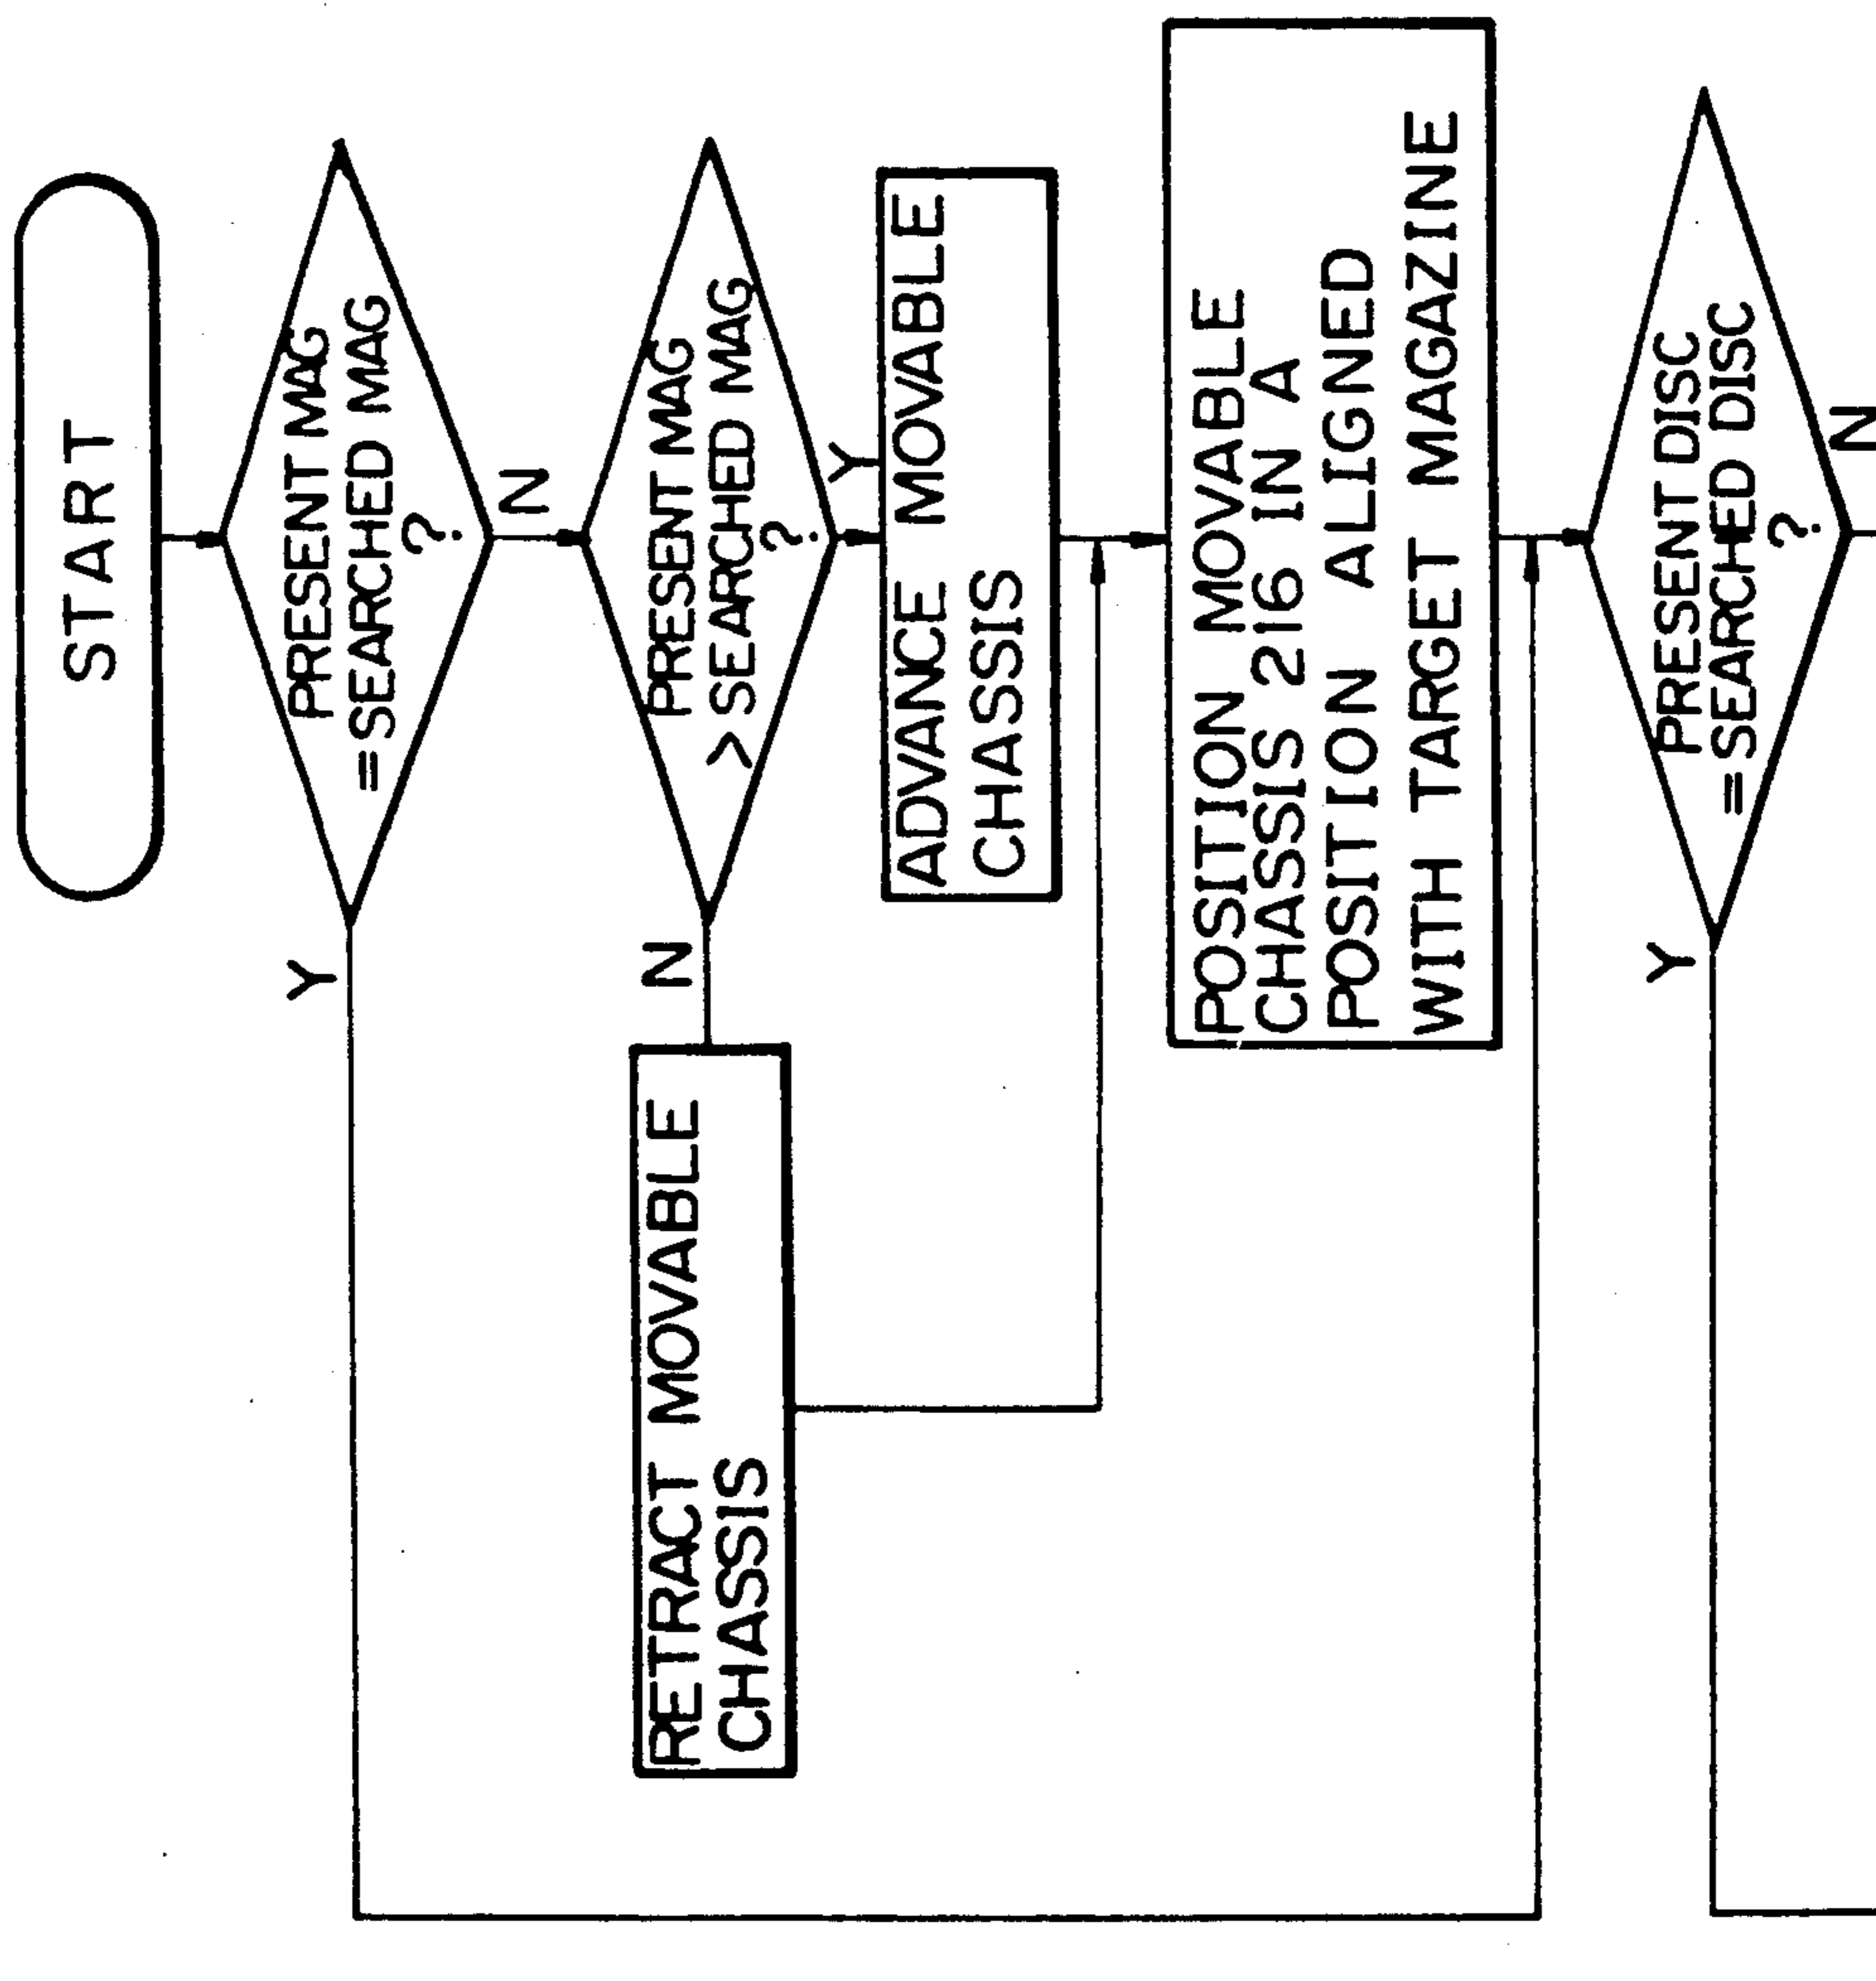 START
PRESENT MAG
=SEARCHED MAG
?
Y
N
PRESENT MAG
>SEARCHED MAG
?
N
Y
RETRACT MOVABLE
CHASSIS
ADVANCE MOVABLE
CHASSIS
POSITION MOVABLE
CHASSIS 216 IN A
POSITION ALIGNED
WITH TARGET MAGAZINE
PRESENT DISC
=SEARCHED DISC
?
Y
N